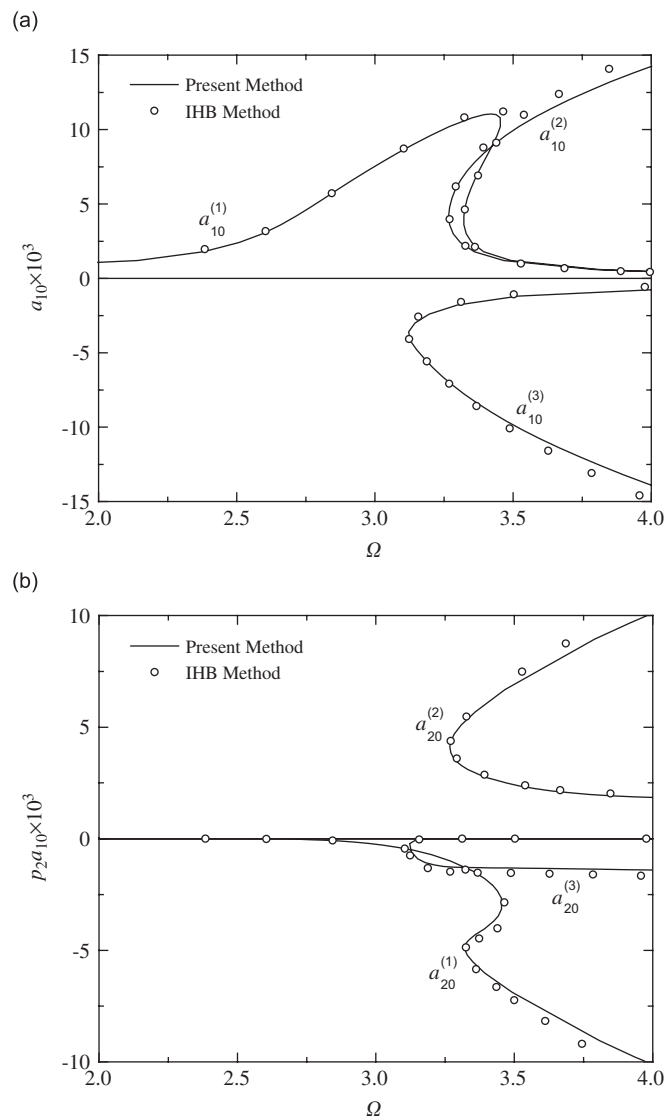 (a)
15
Present Method
IHB Method
10
a₁₀⁽²⁾
5
a₁₀⁽¹⁾
0
a₁₀×10³
-5
a₁₀⁽³⁾
-10
-15
2.0 2.5 3.0 3.5 4.0
Ω
(b)
10
Present Method
IHB Method
5
a₂₀⁽²⁾
0
p₂a₁₀×10³
a₂₀⁽³⁾
-5
a₂₀⁽¹⁾
-10
2.0 2.5 3.0 3.5 4.0
Ω